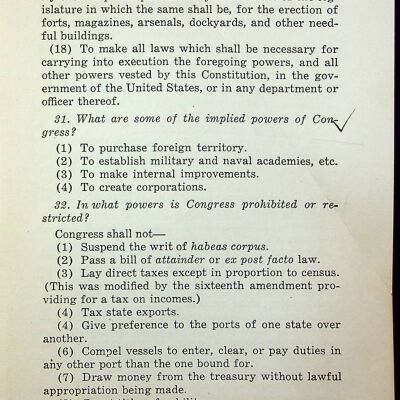 islature in which the same shall be, for the erection of
forts, magazines, arsenals, dockyards, and other need-
ful buildings.
(18) To make all laws which shall be necessary for
carrying into execution the foregoing powers, and all
other powers vested by this Constitution, in the gov-
ernment of the United States, or in any department or
officer thereof.
31. What are some of the implied powers of Con-
gress?
(1) To purchase foreign territory.
(2) To establish military and naval academies, etc.
(3) To make internal improvements.
(4) To create corporations.
32. In what powers is Congress prohibited or re-
stricted?
Congress shall not—
(1) Suspend the writ of habeas corpus.
(2) Pass a bill of attainder or ex post facto law.
(3) Lay direct taxes except in proportion to census.
(This was modified by the sixteenth amendment pro-
viding for a tax on incomes.)
(4) Tax state exports.
(4) Give preference to the ports of one state over
another.
(6) Compel vessels to enter, clear, or pay duties in
any other port than the one bound for.
(7) Draw money from the treasury without lawful
appropriation being made.